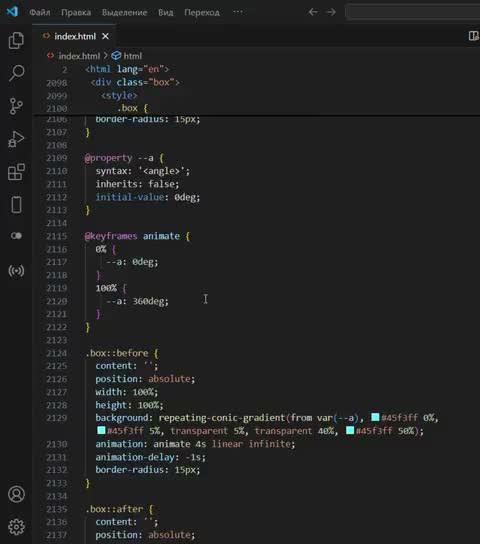 Файл Правка Выделение Вид Переход ...
index.html
index.html > html
2 <html lang="en">
2098 <div class="box">
2099 <style>
2100 .box {
2106 border-radius: 15px;
2107 }
2108
2109 @property --a {
2110 syntax: '<angle>';
2111 inherits: false;
2112 initial-value: 0deg;
2113 }
2114
2115 @keyframes animate {
2116 0% {
2117 --a: 0deg;
2118 }
2119 100% {
2120 --a: 360deg;
2121 }
2122 }
2123
2124 .box::before {
2125 content: '';
2126 position: absolute;
2127 width: 100%;
2128 height: 100%;
2129 background: repeating-conic-gradient(from var(--a), #45f3ff 0%,
#45f3ff 5%, transparent 5%, transparent 40%, #45f3ff 50%);
2130 animation: animate 4s linear infinite;
2131 animation-delay: -1s;
2132 border-radius: 15px;
2133 }
2134
2135 .box::after {
2136 content: '';
2137 position: absolute;